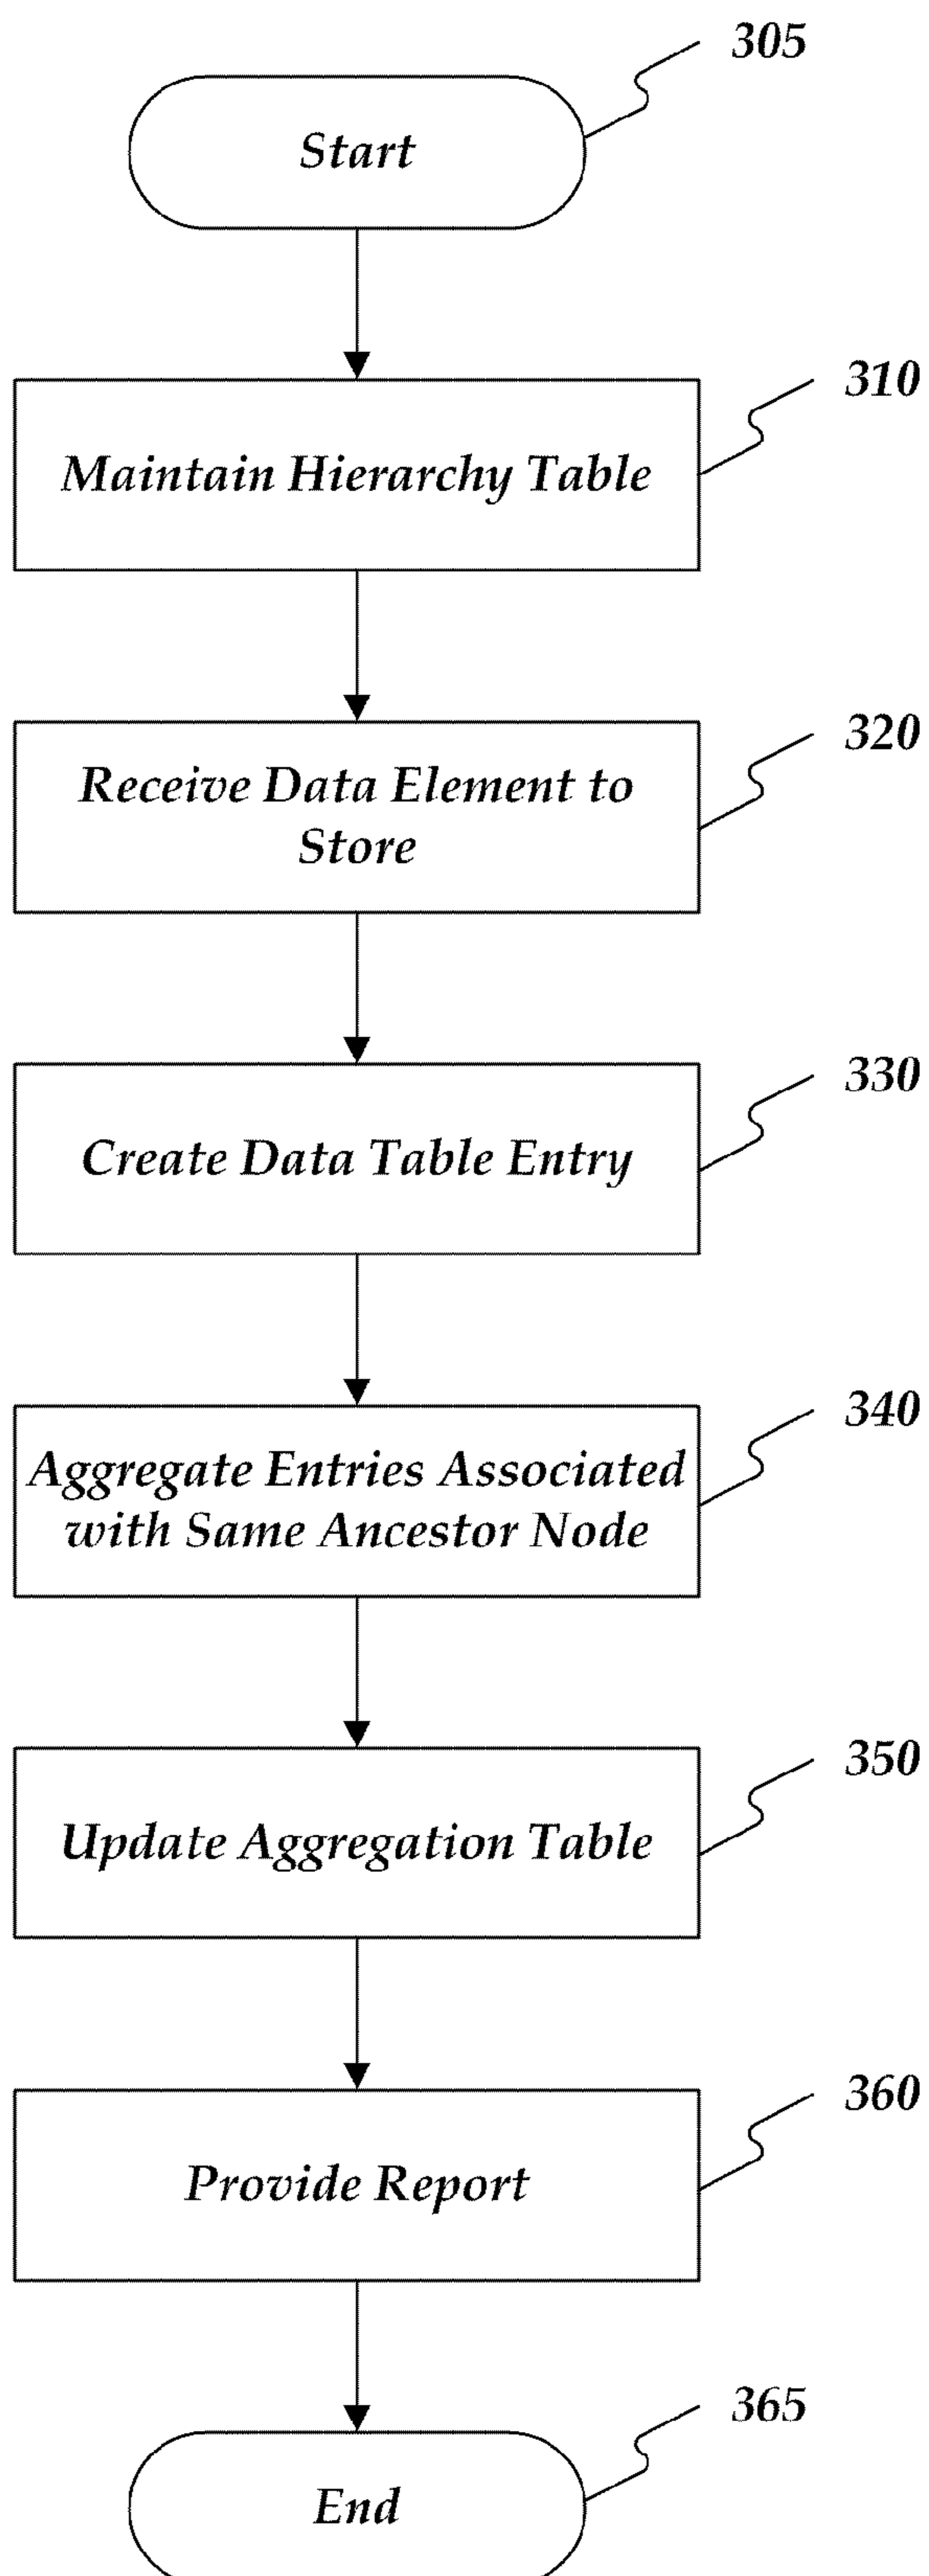 305
Start
310
Maintain Hierarchy Table
320
Receive Data Element to
Store
330
Create Data Table Entry
340
Aggregate Entries Associated
with Same Ancestor Node
350
Update Aggregation Table
360
Provide Report
365
End